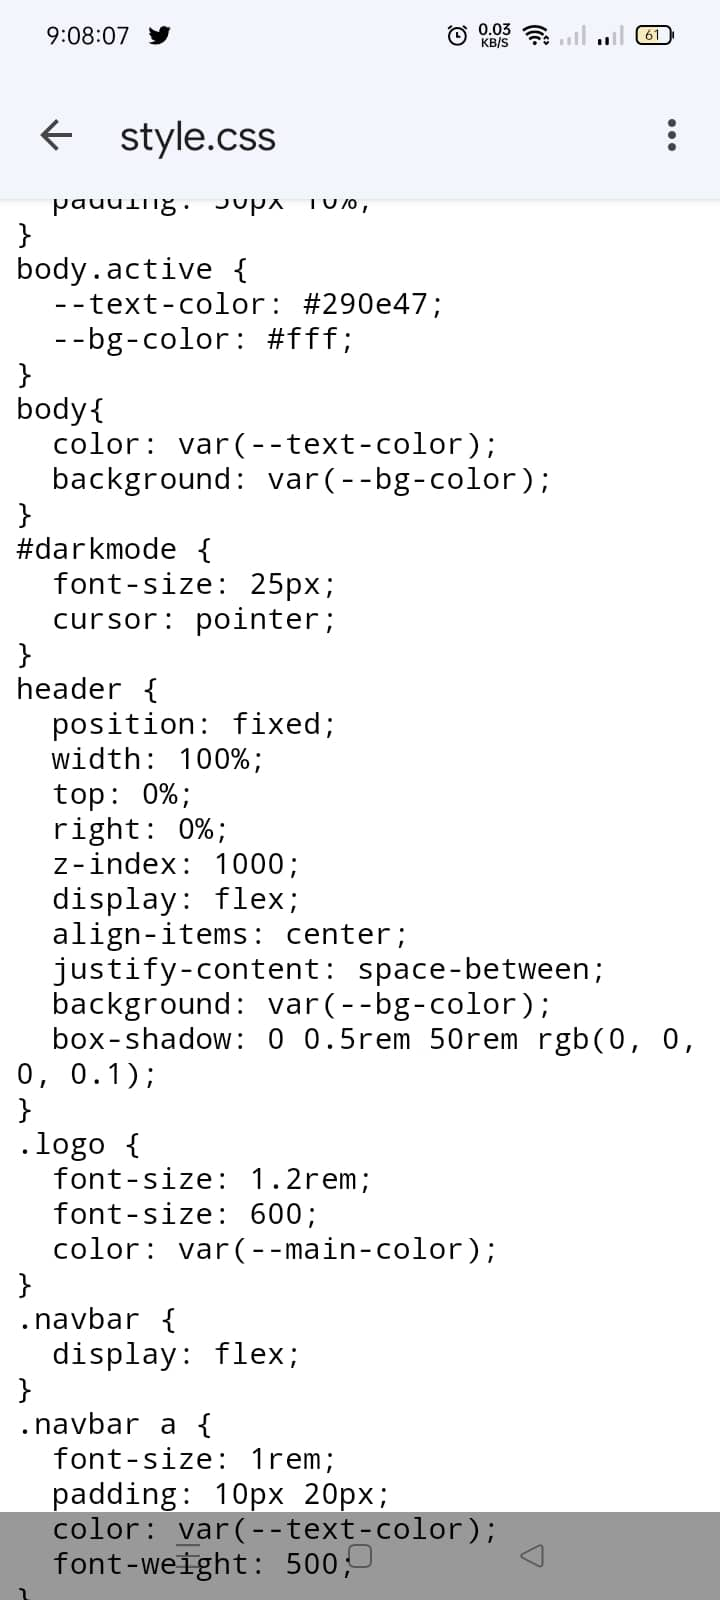 9:08:07
0.03 KB/S
61
style.css
padding: 50px 10%;
}
body.active {
--text-color: #290e47;
--bg-color: #fff;
}
body{
color: var(--text-color);
background: var(--bg-color);
}
#darkmode {
font-size: 25px;
cursor: pointer;
}
header {
position: fixed;
width: 100%;
top: 0%;
right: 0%;
z-index: 1000;
display: flex;
align-items: center;
justify-content: space-between;
background: var(--bg-color);
box-shadow: 0 0.5rem 50rem rgb(0, 0,
0, 0.1);
}
.logo {
font-size: 1.2rem;
font-size: 600;
color: var(--main-color);
}
.navbar {
display: flex;
}
.navbar a {
font-size: 1rem;
padding: 10px 20px;
color: var(--text-color);
font-weight: 500;
}